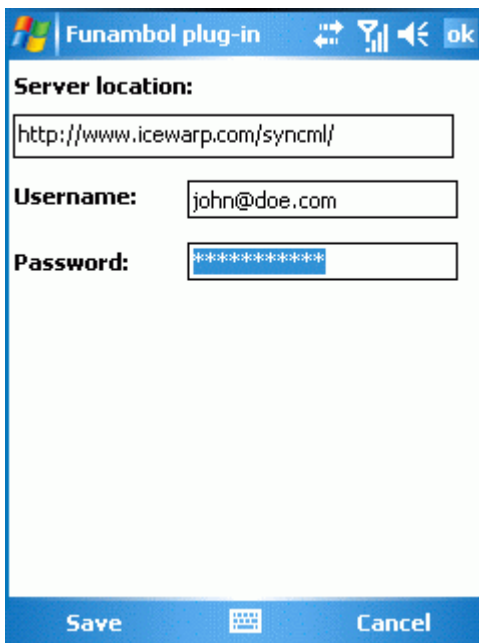 Funambol plug-in ok
Server location:
http://www.icewarp.com/syncml/
Username: john@doe.com
Password: ***********
Save Cancel